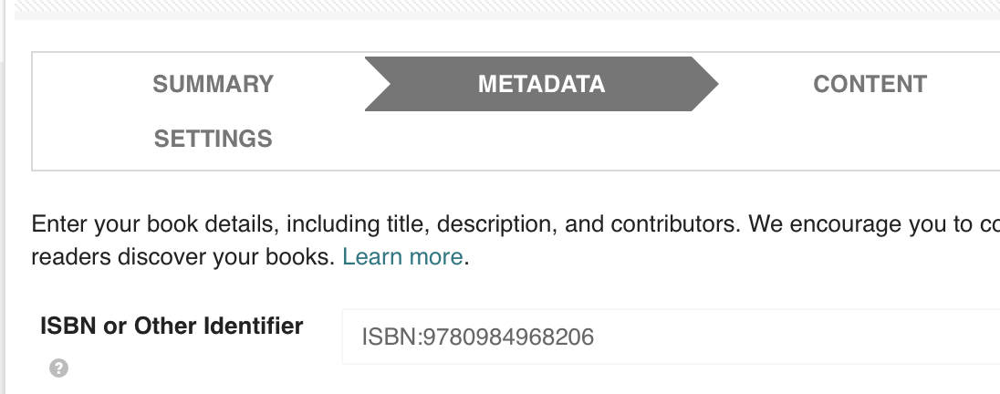 SUMMARY METADATA CONTENT
SETTINGS
Enter your book details, including title, description, and contributors. We encourage you to
readers discover your books. Learn more.
ISBN or Other Identifier ISBN:9780984968206
?